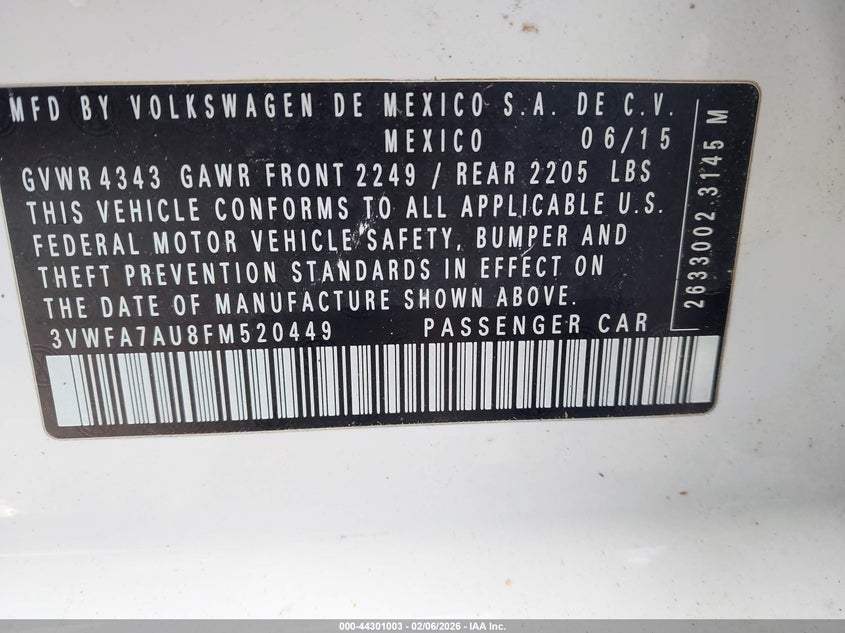 MFD BY VOLKSWAGEN DE MEXICO S.A. DE C.V.
MEXICO 06/15
GVWR 4343 GAWR FRONT 2249 / REAR 2205 LBS
THIS VEHICLE CONFORMS TO ALL APPLICABLE U.S.
FEDERAL MOTOR VEHICLE SAFETY, BUMPER AND
THEFT PREVENTION STANDARDS IN EFFECT ON
THE DATE OF MANUFACTURE SHOWN ABOVE.
3VWFA7AU8FM520449 PASSENGER CAR
2633002 3145 M
000-44301003 - 02/06/2026 - IAA Inc.